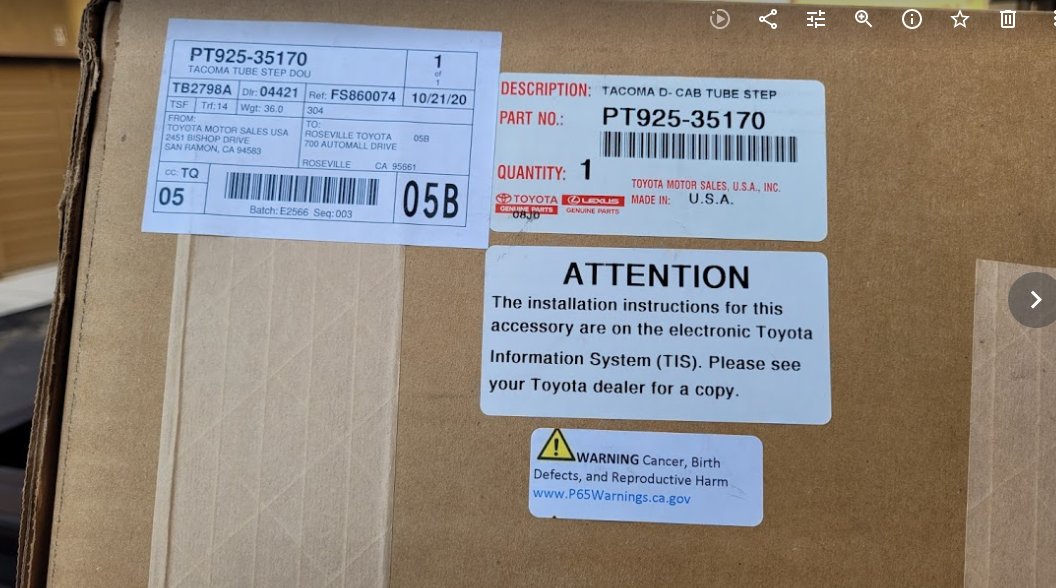 PT925-35170
TACOMA TUBE STEP DOU
1
of
1
TB2798A Dlr: 04421 Ref: FS860074 10/21/20
TSF Trf: 14 Wgt: 36.0 304
FROM:
TOYOTA MOTOR SALES USA
2451 BISHOP DRIVE
SAN RAMON, CA 94583
TO:
ROSEVILLE TOYOTA 05B
700 AUTOMALL DRIVE
ROSEVILLE CA 95661
CC: TQ
05
Batch: E2566 Seq: 003
05B
DESCRIPTION: TACOMA D- CAB TUBE STEP
PART NO.: PT925-35170
QUANTITY: 1
TOYOTA
GENUINE PARTS
LEXUS
GENUINE PARTS
08J0
TOYOTA MOTOR SALES, U.S.A., INC.
MADE IN: U.S.A.
ATTENTION
The installation instructions for this
accessory are on the electronic Toyota
Information System (TIS). Please see
your Toyota dealer for a copy.
WARNING Cancer, Birth
Defects, and Reproductive Harm
www.P65Warnings.ca.gov